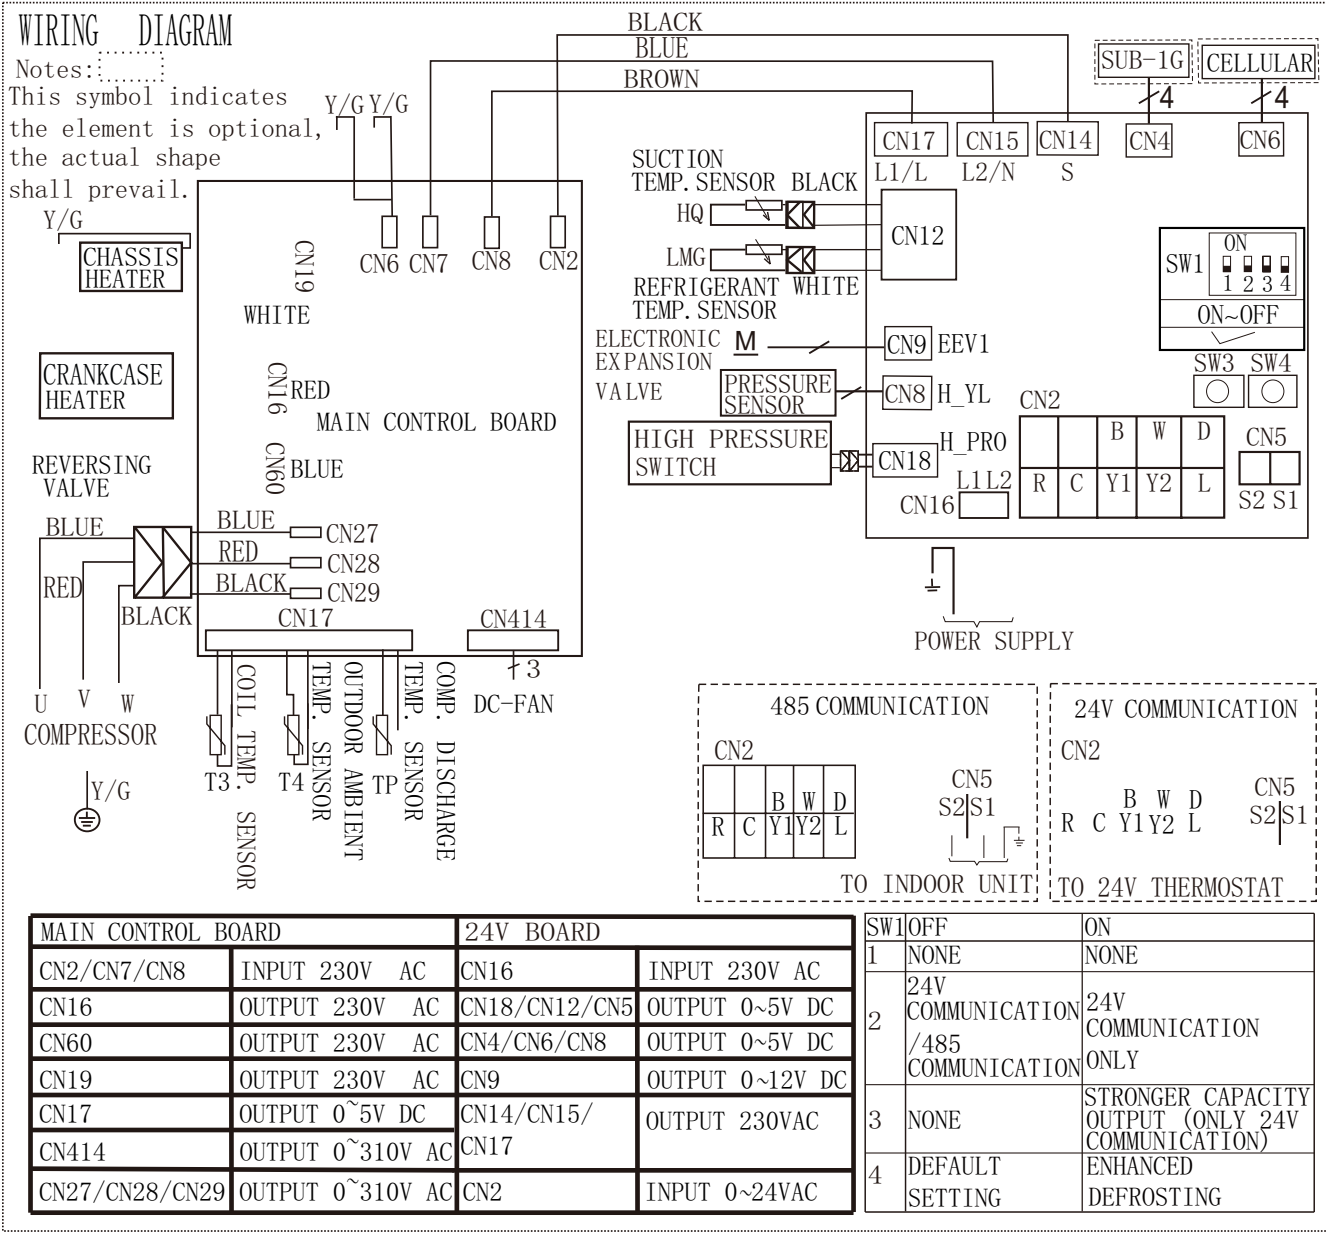 WIRING DIAGRAM
Notes:
This symbol indicates
the element is optional,
the actual shape
shall prevail.
BLACK
BLUE
BROWN
Y/G Y/G
Y/G
CHASSIS
HEATER
CN19
WHITE
CN6 CN7 CN8 CN2
CRANKCASE
HEATER
CN16
RED
MAIN CONTROL BOARD
CN60
BLUE
REVERSING
VALVE
BLUE
RED
BLACK
BLUE
RED
BLACK
CN27
CN28
CN29
CN17
CN414
3
DC-FAN
U V W
COMPRESSOR
Y/G
T3
COIL TEMP. SENSOR
T4
OUTDOOR AMBIENT
TEMP. SENSOR
TP
COMP. DISCHARGE
TEMP. SENSOR
SUB-1G
CELLULAR
4
4
CN17 CN15 CN14 CN4 CN6
L1/L L2/N S
SUCTION
TEMP.SENSOR BLACK
HQ
LMG
CN12
REFRIGERANT WHITE
TEMP.SENSOR
ELECTRONIC
EXPANSION
VALVE
M
CN9 EEV1
PRESSURE
SENSOR
CN8 H_YL
HIGH PRESSURE
SWITCH
CN18
H_PRO
L1L2
CN16
SW1
ON
1 2 3 4
ON~OFF
SW3 SW4
CN2
B W D
R C Y1 Y2 L
CN5
S2 S1
POWER SUPPLY
485 COMMUNICATION
CN2
B W D
R C Y1 Y2 L
CN5
S2 S1
TO INDOOR UNIT
24V COMMUNICATION
CN2
B W D
R C Y1 Y2 L
CN5
S2 S1
TO 24V THERMOSTAT
MAIN CONTROL BOARD 24V BOARD
CN2/CN7/CN8 INPUT 230V AC CN16 INPUT 230V AC
CN16 OUTPUT 230V AC CN18/CN12/CN5 OUTPUT 0~5V DC
CN60 OUTPUT 230V AC CN4/CN6/CN8 OUTPUT 0~5V DC
CN19 OUTPUT 230V AC CN9 OUTPUT 0~12V DC
CN17 OUTPUT 0~5V DC CN14/CN15/
CN17 OUTPUT 230VAC
CN414 OUTPUT 0~310V AC
CN27/CN28/CN29 OUTPUT 0~310V AC CN2 INPUT 0~24VAC
SW1 OFF ON
1 NONE NONE
2
24V
COMMUNICATION
/485
COMMUNICATION
24V
COMMUNICATION
ONLY
3 NONE
STRONGER CAPACITY
OUTPUT (ONLY 24V
COMMUNICATION)
4
DEFAULT
SETTING
ENHANCED
DEFROSTING